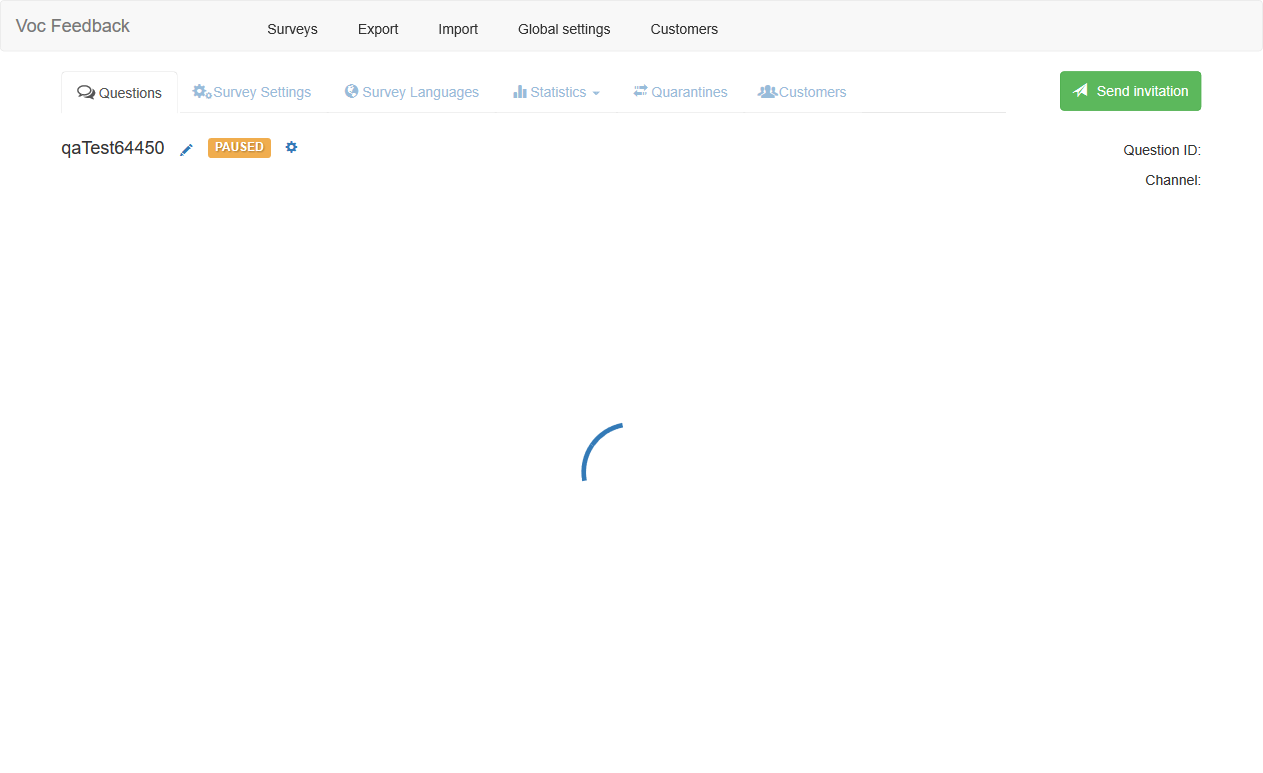 Voc Feedback Surveys Export Import Global settings Customers
Questions Survey Settings Survey Languages Statistics Quarantines Customers Send invitation
qaTest64450 PAUSED Question ID:
Channel: